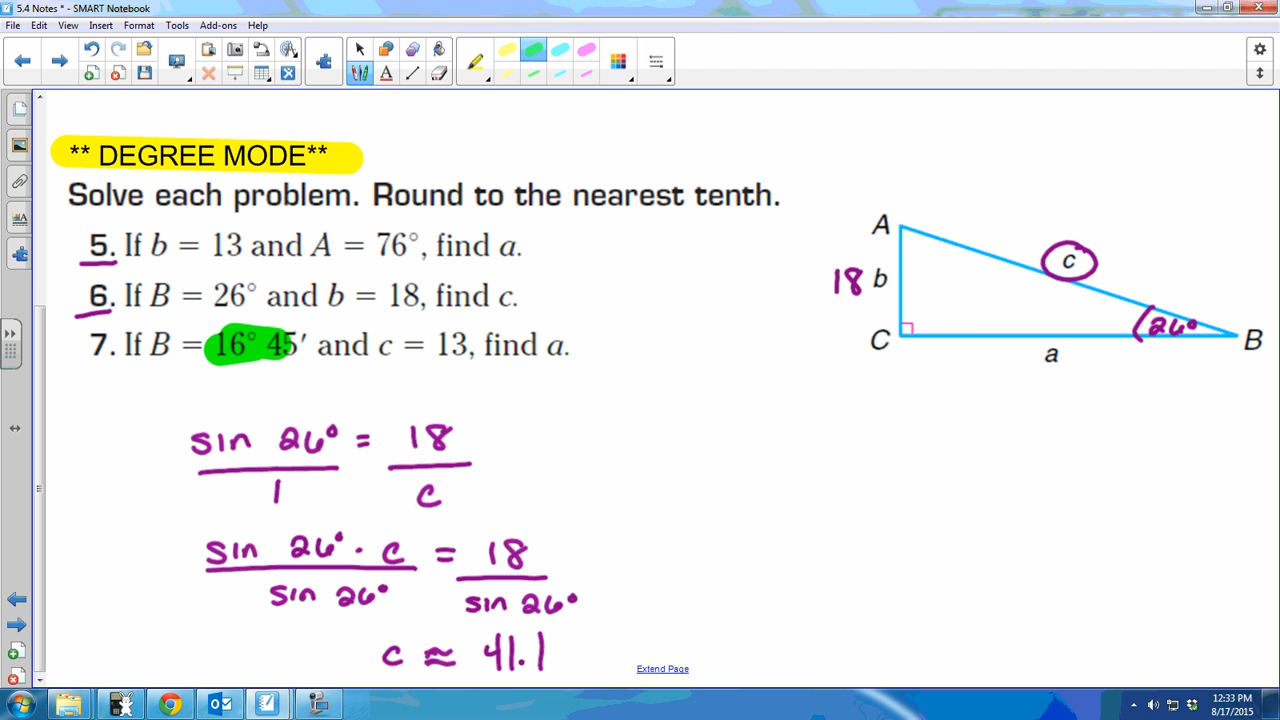 5.4 Notes * - SMART Notebook
File Edit View Insert Format Tools Add-ons Help
** DEGREE MODE**
Solve each problem. Round to the nearest tenth.
5. If b = 13 and A = 76°, find a.
6. If B = 26° and b = 18, find c.
7. If B = 16° 45′ and c = 13, find a.
A
c
18 b
26°
C
B
a
sin 26° = 18
1 c
sin 26° · c = 18
sin 26° sin 26°
c ≈ 41.1
Extend Page
12:33 PM
8/17/2015